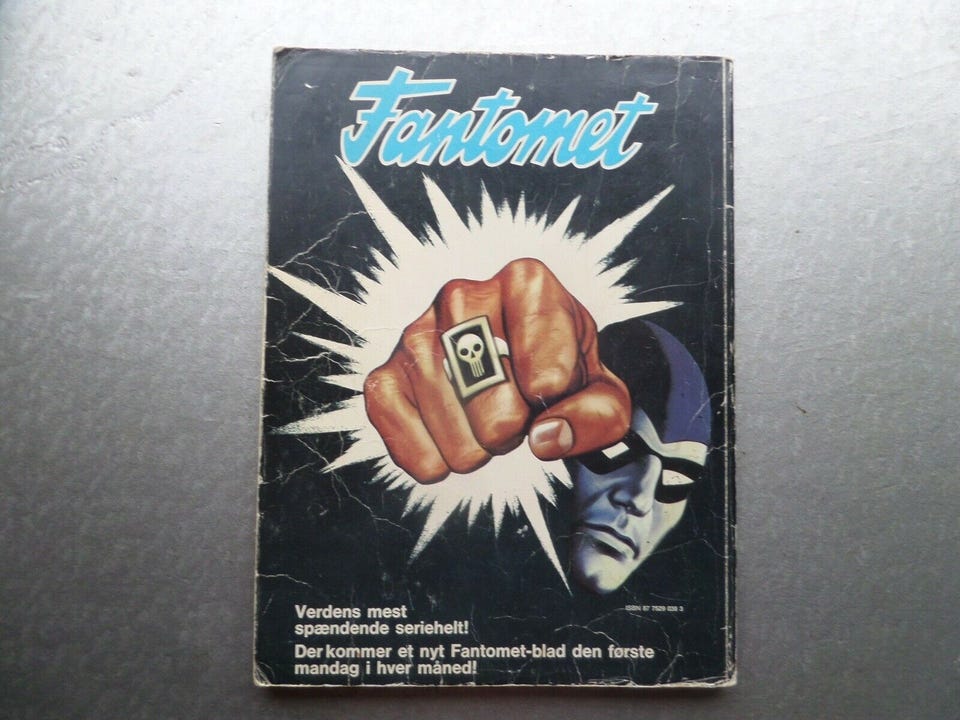 Fantomet
ISBN 87 7529 039 3
Verdens mest
spændende seriehelt!
Der kommer et nyt Fantomet-blad den første
mandag i hver måned!